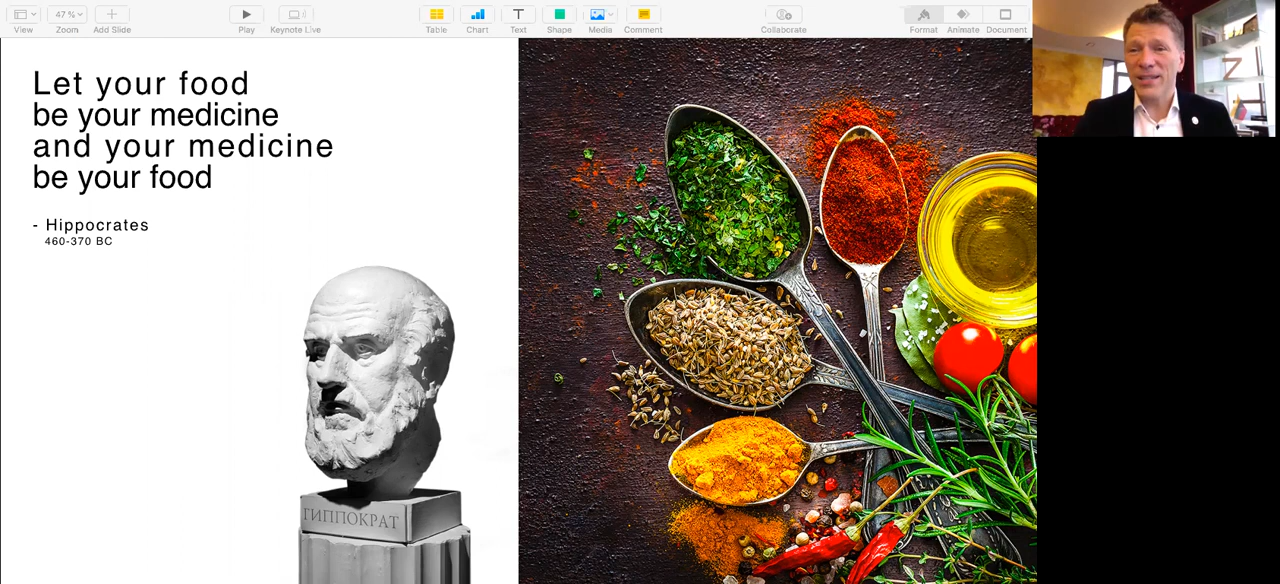 View
47 %
Zoom
Add Slide
Play
Keynote Live
Table
Chart
Text
Shape
Media
Comment
Collaborate
Format
Animate
Document
Let your food
be your medicine
and your medicine
be your food
- Hippocrates
460-370 BC
ГИППОКРАТ